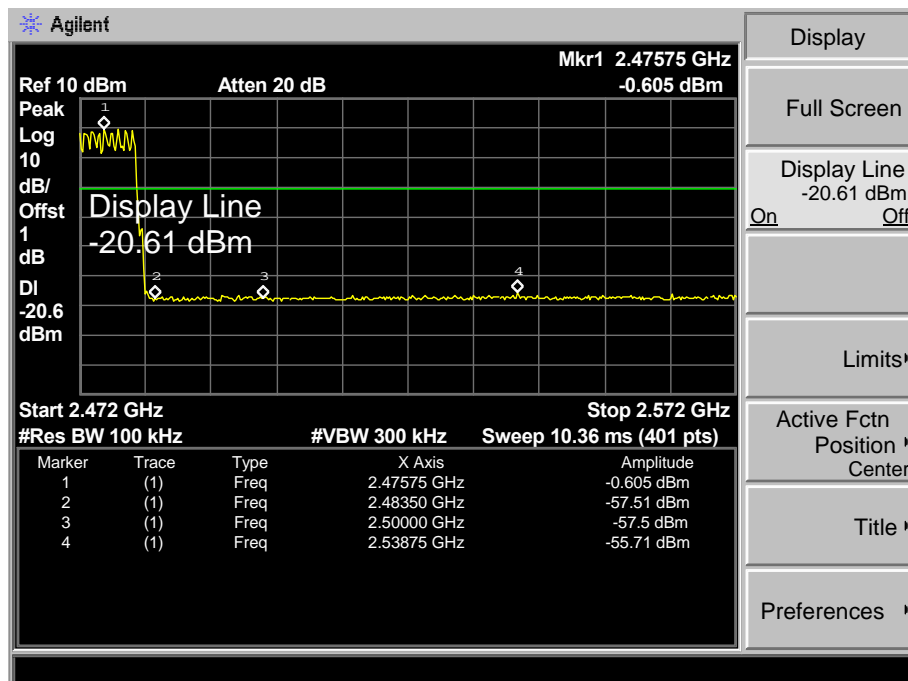 Agilent
Mkr1 2.47575 GHz
Ref 10 dBm Atten 20 dB -0.605 dBm
Peak
Log
10
dB/
Offst
1
dB
DI
-20.6
dBm
1
Display Line
-20.61 dBm
2 3 4
Start 2.472 GHz Stop 2.572 GHz
#Res BW 100 kHz #VBW 300 kHz Sweep 10.36 ms (401 pts)
Marker Trace Type X Axis Amplitude
1 (1) Freq 2.47575 GHz -0.605 dBm
2 (1) Freq 2.48350 GHz -57.51 dBm
3 (1) Freq 2.50000 GHz -57.5 dBm
4 (1) Freq 2.53875 GHz -55.71 dBm
Display
Full Screen
Display Line
-20.61 dBm
On Off
Limits
Active Fctn
Position
Center
Title
Preferences